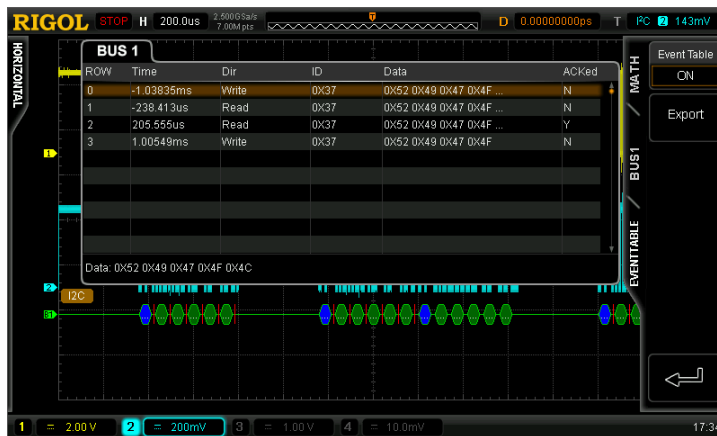 RIGOL STOP H 200.0us 2.500GSa/s 7.00Mpts D 0.00000000ps T I²C 2 143mV
HORIZONTAL
BUS 1
ROW Time Dir ID Data ACKed
0 -1.03835ms Write 0X37 0X52 0X49 0X47 0X4F ... N
1 -238.413us Read 0X37 0X52 0X49 0X47 0X4F ... N
2 205.555us Read 0X37 0X52 0X49 0X47 0X4F ... Y
3 1.00549ms Write 0X37 0X52 0X49 0X47 0X4F N
Data: 0X52 0X49 0X47 0X4F 0X4C
MATH
BUS1
EVENTTABLE
Event Table
ON
Export
1
2
I2C
B1
1 = 2.00 V 2 = 200mV 3 = 1.00 V 4 = 10.0mV 17:34